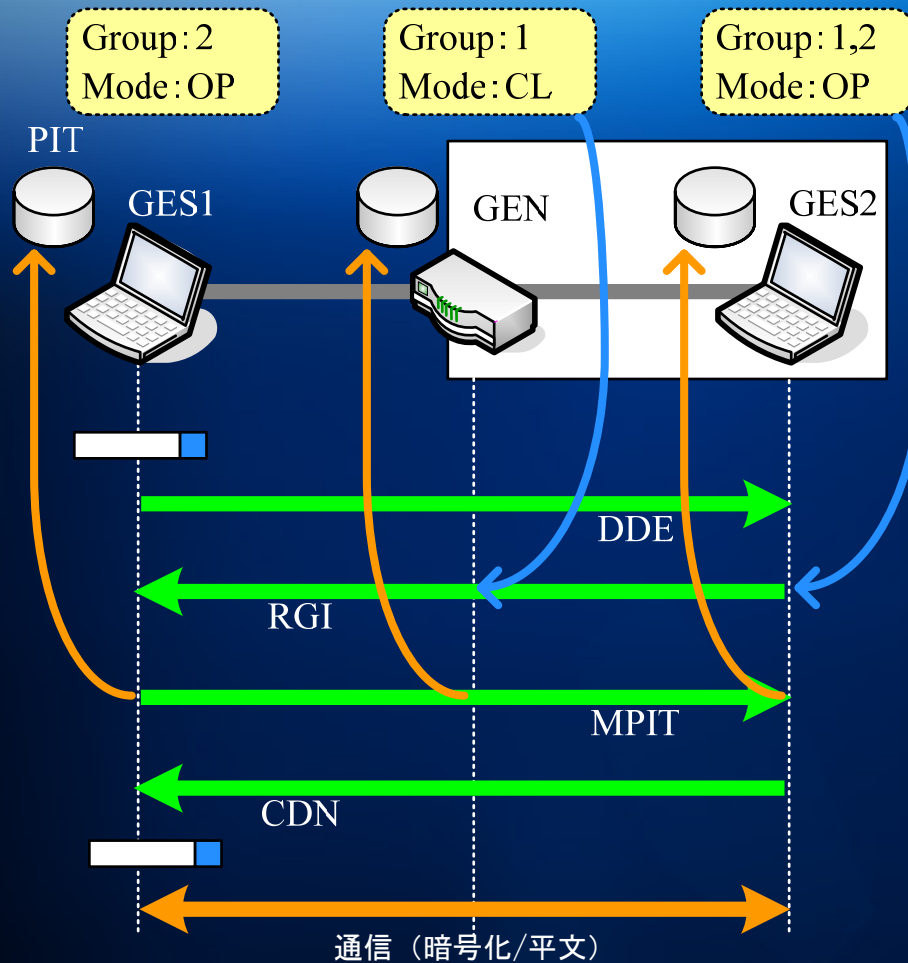 Group:2
Mode:OP
Group:1
Mode:CL
Group:1,2
Mode:OP
PIT
GES1
GEN
GES2
DDE
RGI
MPIT
CDN
通信（暗号化/平文）